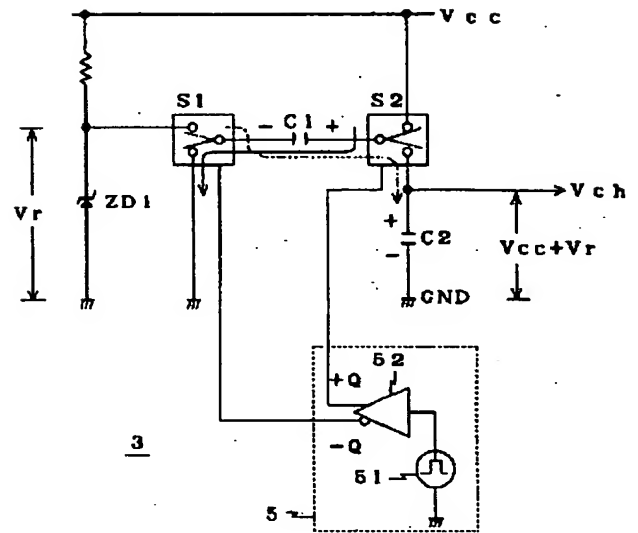 Vcc
S1
- C1 +
S2
Vr
ZD1
Vch
+
C2
-
Vcc+Vr
GND
52
+Q
-Q
3
51
5